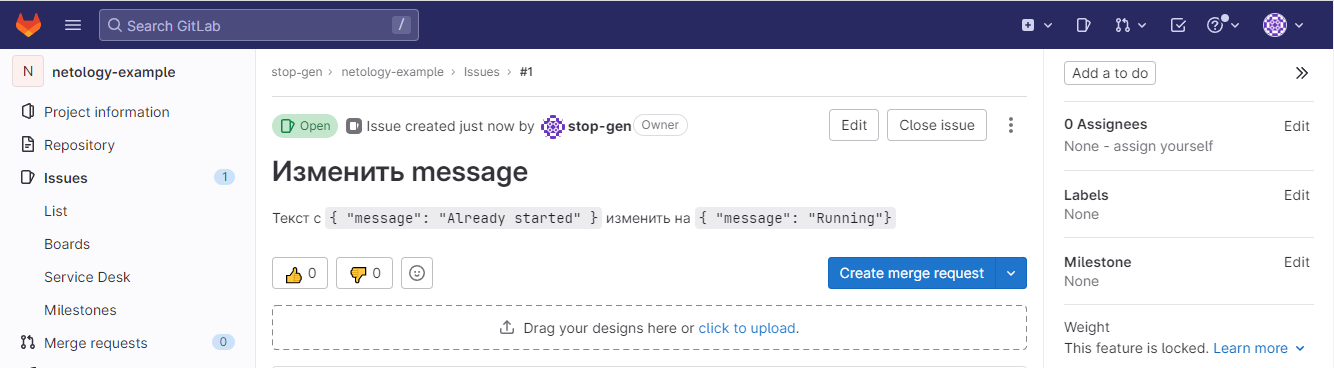 Search GitLab /
N netology-example
Project information
Repository
Issues 1
List
Boards
Service Desk
Milestones
Merge requests 0
stop-gen › netology-example › Issues › #1
Open Issue created just now by stop-gen Owner Edit Close issue
Изменить message
Текст с { "message": "Already started" } изменить на { "message": "Running"}
0 0 Create merge request
Drag your designs here or click to upload.
Add a to do
0 Assignees Edit
None - assign yourself
Labels Edit
None
Milestone Edit
None
Weight
This feature is locked. Learn more